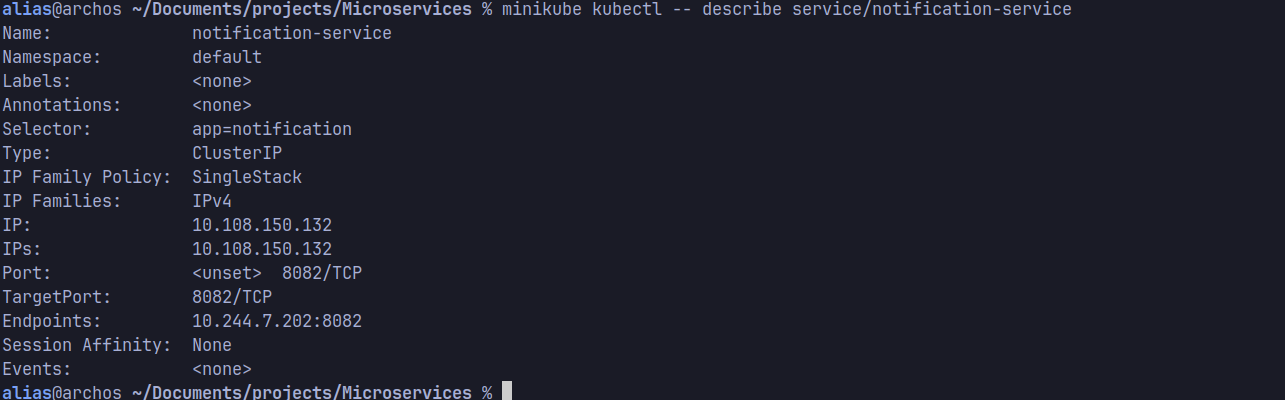 alias@archos ~/Documents/projects/Microservices % minikube kubectl -- describe service/notification-service
Name:              notification-service
Namespace:         default
Labels:            <none>
Annotations:       <none>
Selector:          app=notification
Type:              ClusterIP
IP Family Policy:  SingleStack
IP Families:       IPv4
IP:                10.108.150.132
IPs:               10.108.150.132
Port:              <unset>  8082/TCP
TargetPort:        8082/TCP
Endpoints:         10.244.7.202:8082
Session Affinity:  None
Events:            <none>
alias@archos ~/Documents/projects/Microservices %